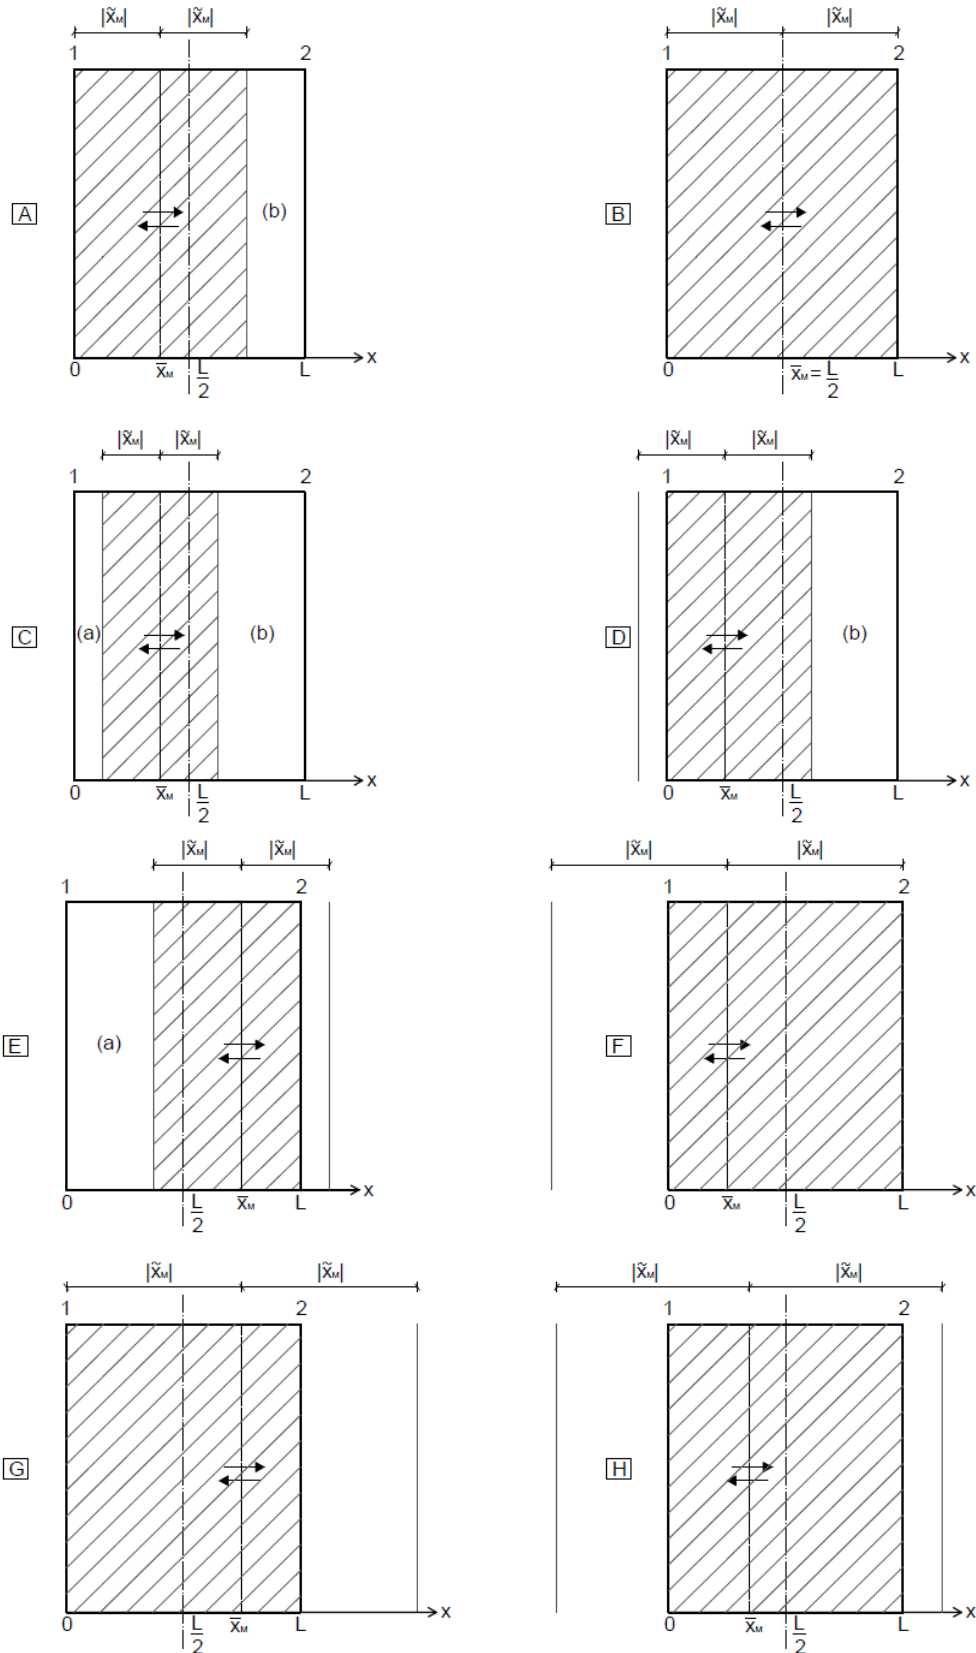 |x̃ᴍ| |x̃ᴍ| |x̃ᴍ| |x̃ᴍ|
1 2 1 2
A (b) B
0 x̄ᴍ L/2 L x 0 x̄ᴍ = L/2 L x
|x̃ᴍ| |x̃ᴍ| |x̃ᴍ| |x̃ᴍ|
1 2 1 2
C (a) (b) D (b)
0 x̄ᴍ L/2 L x 0 x̄ᴍ L/2 L x
|x̃ᴍ| |x̃ᴍ| |x̃ᴍ| |x̃ᴍ|
1 2 1 2
E (a) F
0 L/2 x̄ᴍ L x 0 x̄ᴍ L/2 L x
|x̃ᴍ| |x̃ᴍ| |x̃ᴍ| |x̃ᴍ|
1 2 1 2
G H
0 L/2 x̄ᴍ L x 0 x̄ᴍ L/2 L x